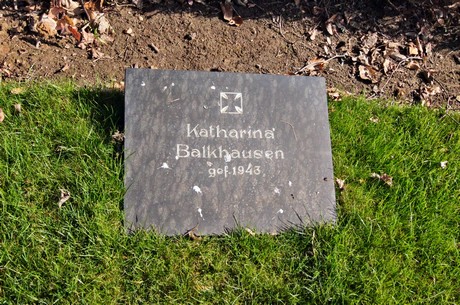 Katharina
Balkhausen
gef.1943